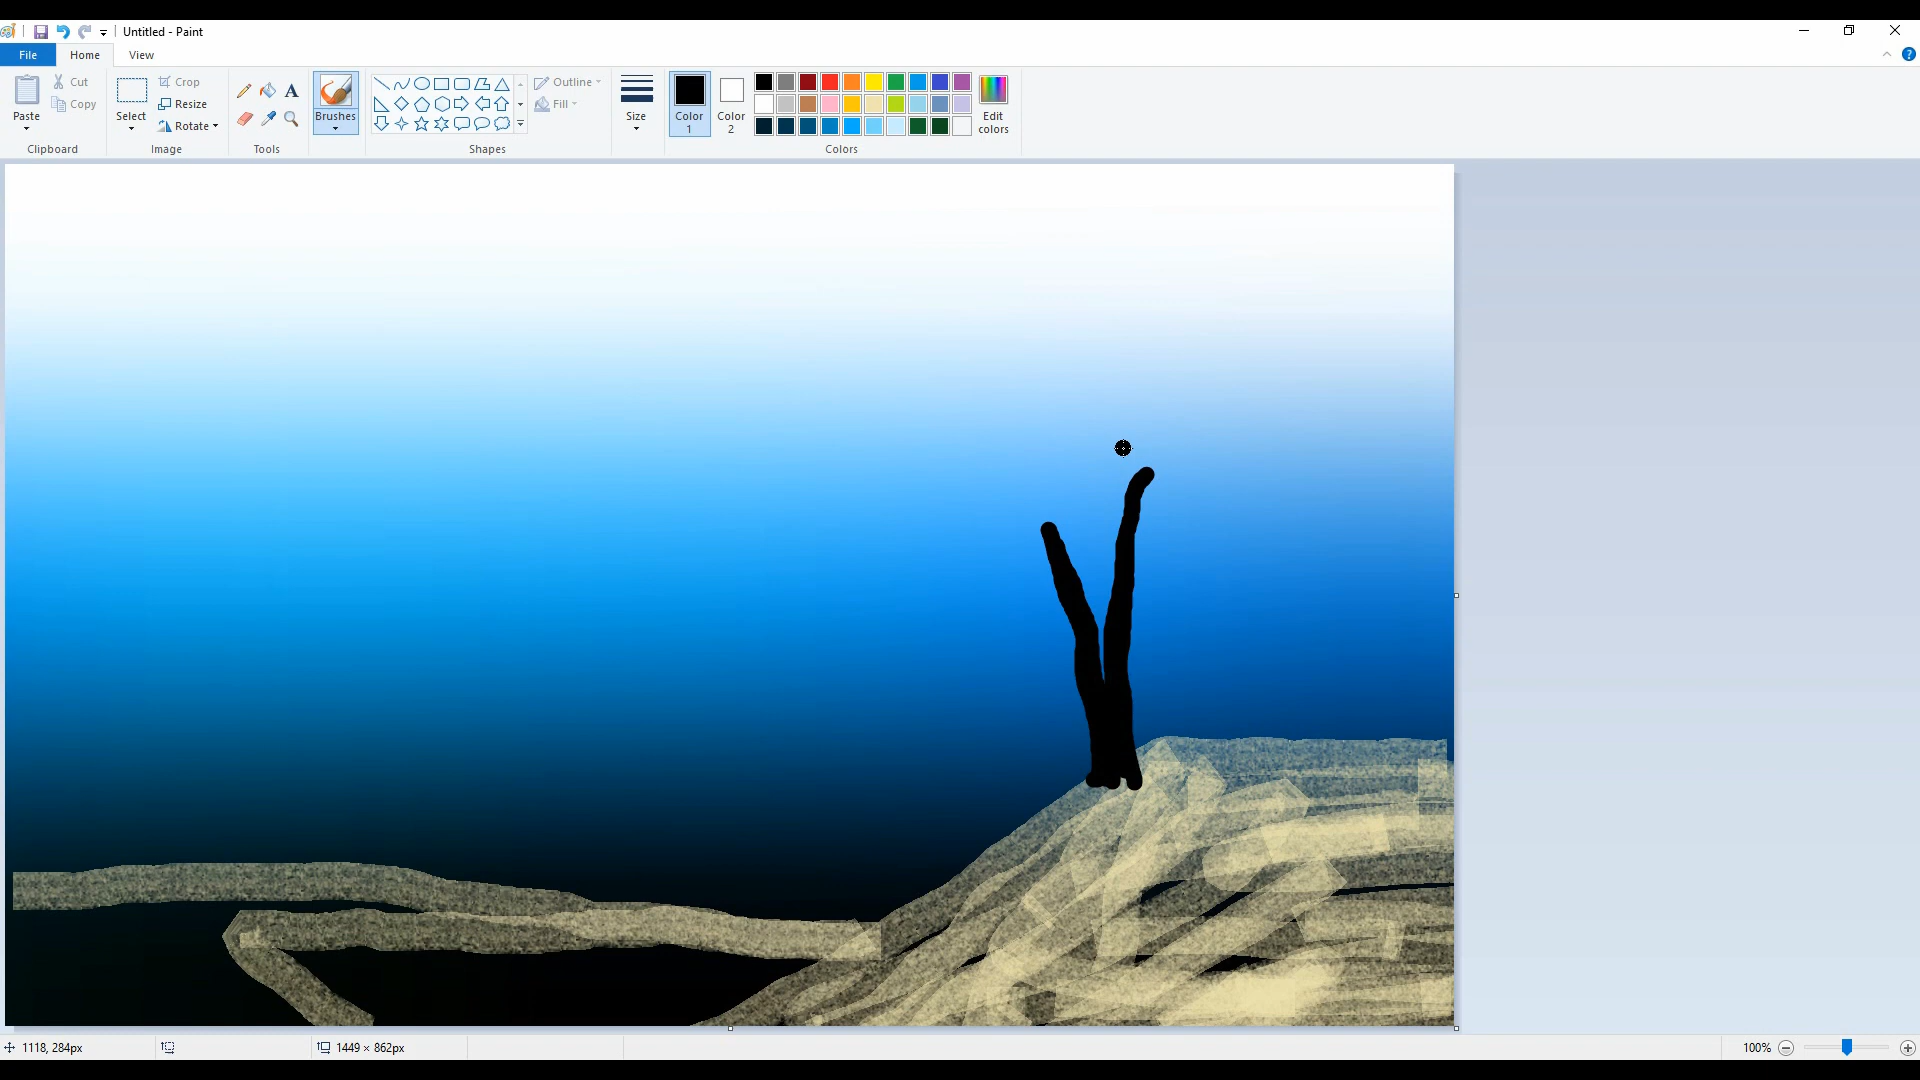 Untitled - Paint
File Home View
Paste Cut Copy
Select Crop Resize Rotate
A
Brushes
Outline Fill
Size
Color 1 Color 2
Edit colors
Clipboard Image Tools Shapes Colors
1118, 284px 1449 × 862px 100%